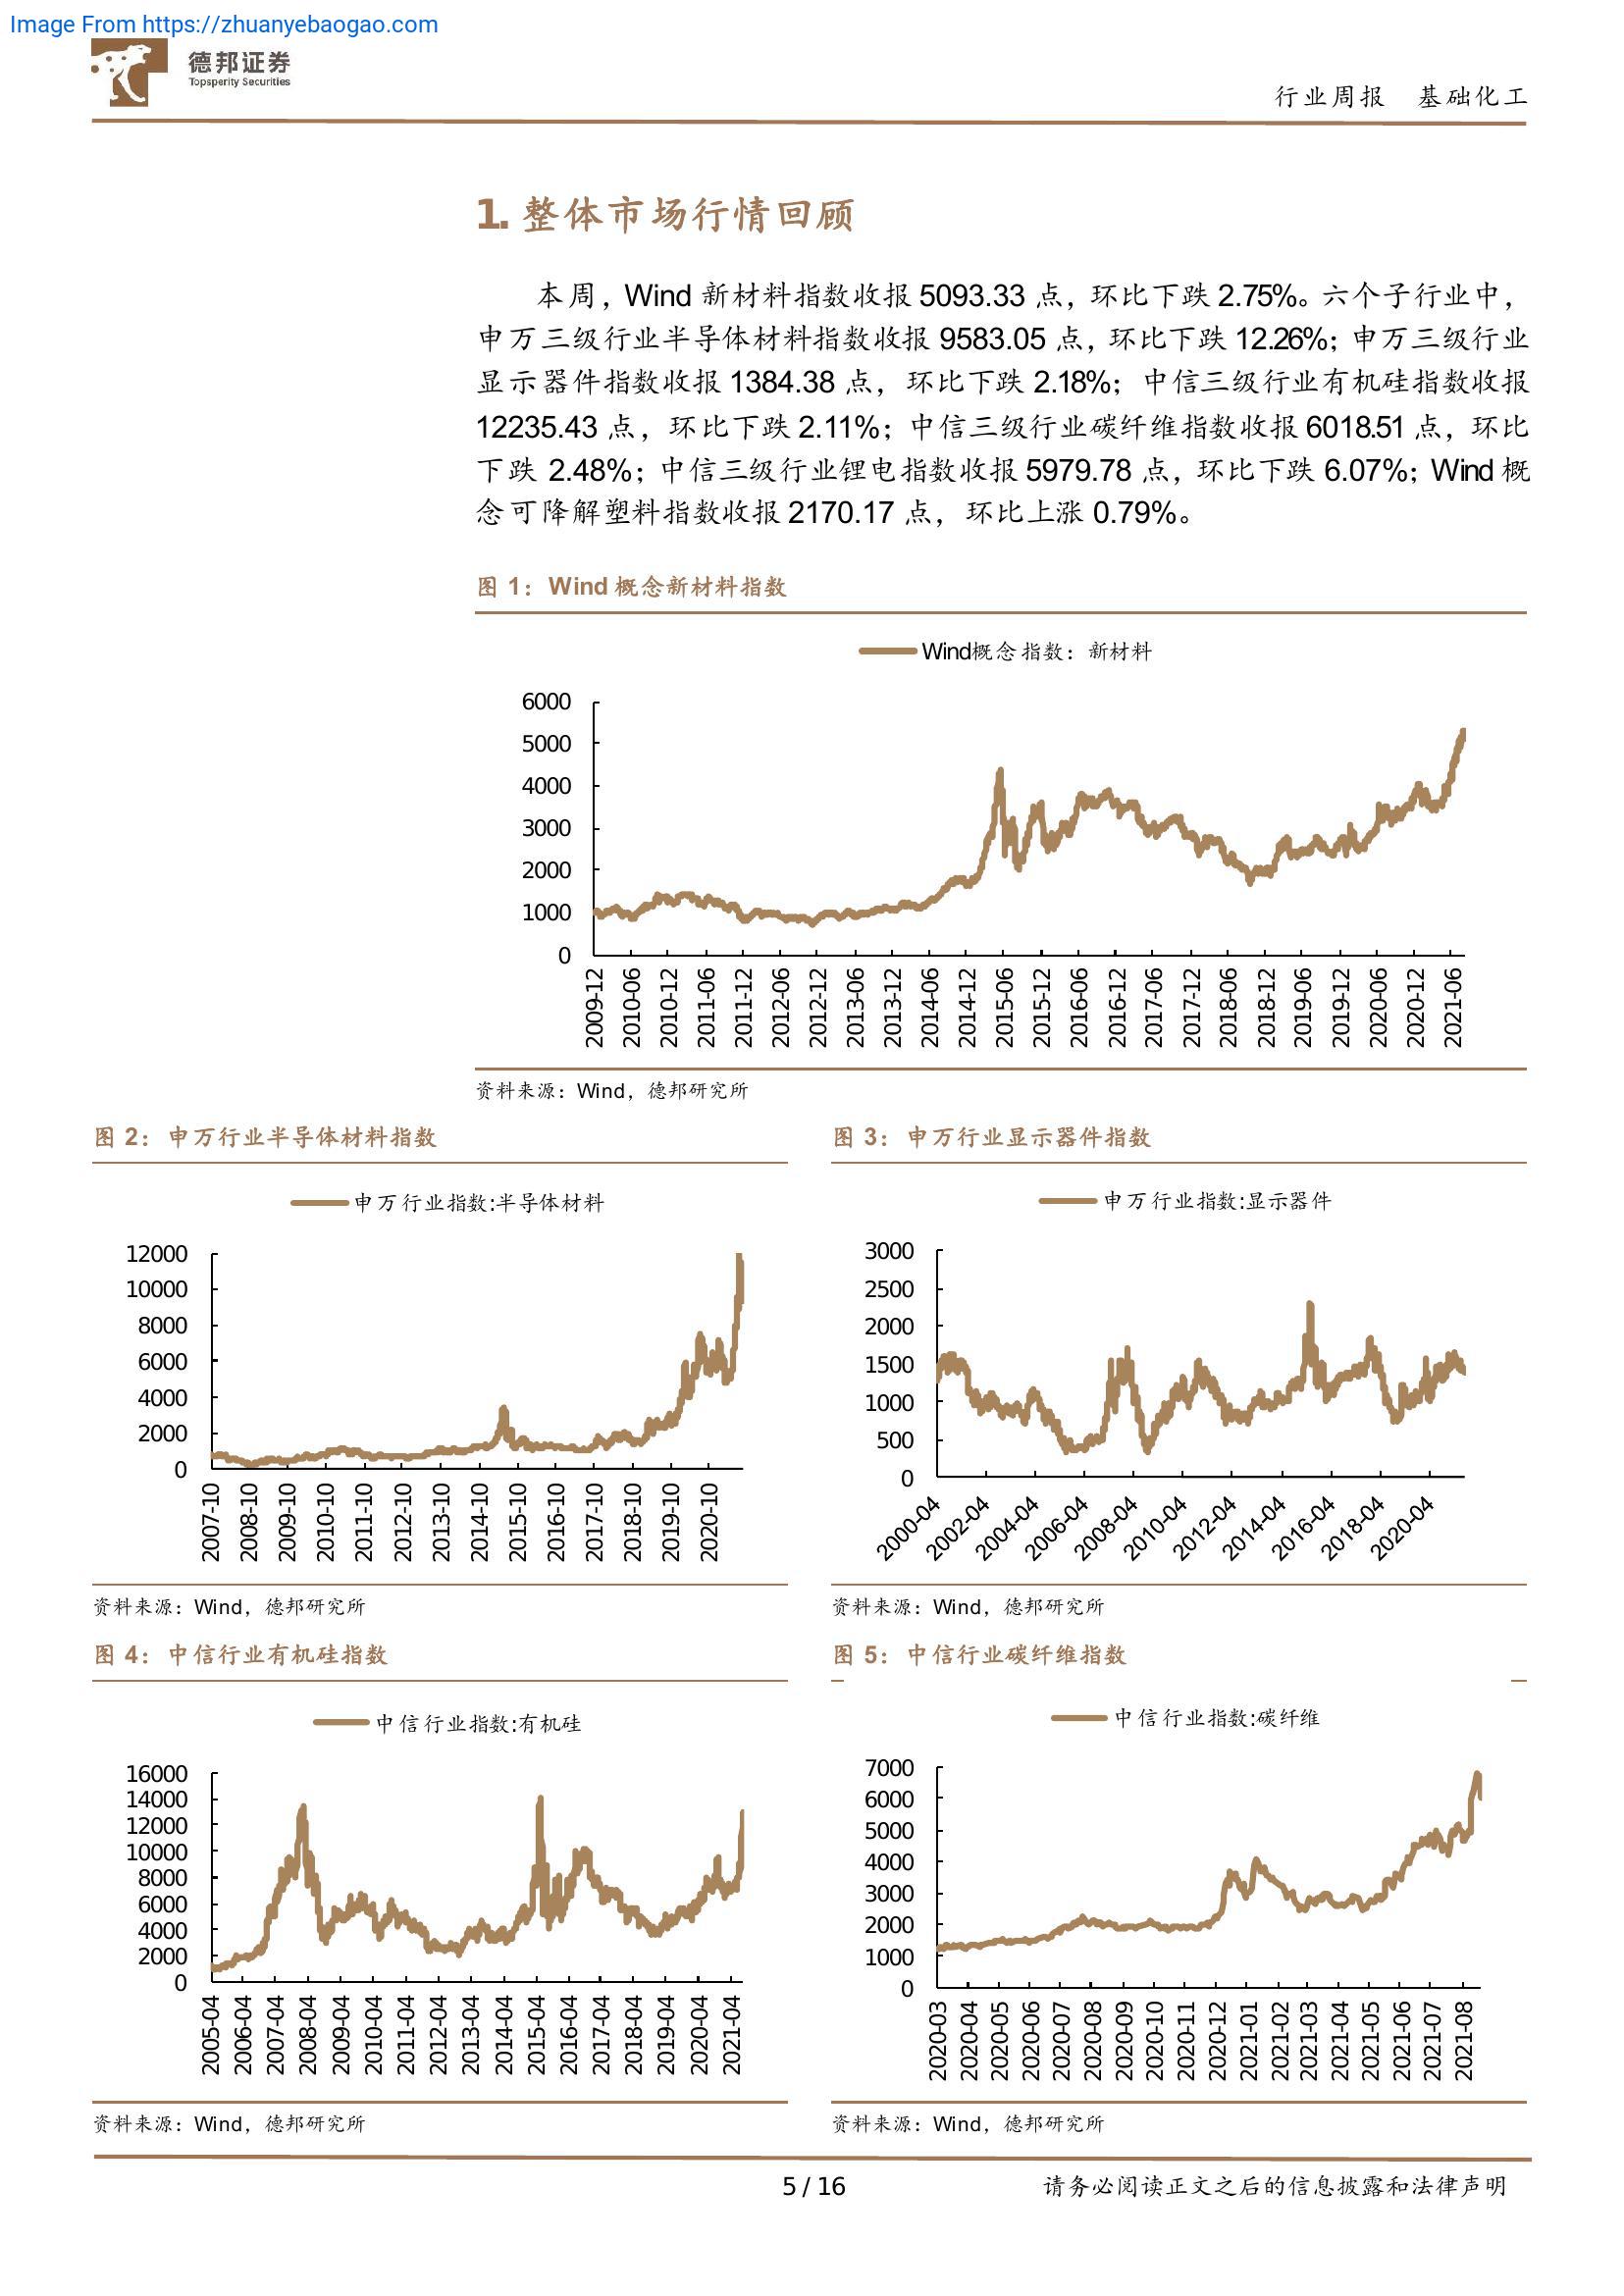 Image From https://zhuanyebaogao.com
德邦证券
Topsperity Securities
行业周报 基础化工
1. 整体市场行情回顾
本周，Wind 新材料指数收报 5093.33 点，环比下跌 2.75%。六个子行业中，
申万三级行业半导体材料指数收报 9583.05 点，环比下跌 12.26%；申万三级行业
显示器件指数收报 1384.38 点，环比下跌 2.18%；中信三级行业有机硅指数收报
12235.43 点，环比下跌 2.11%；中信三级行业碳纤维指数收报 6018.51 点，环比
下跌 2.48%；中信三级行业锂电指数收报 5979.78 点，环比下跌 6.07%；Wind 概
念可降解塑料指数收报 2170.17 点，环比上涨 0.79%。
图 1：Wind 概念新材料指数
Wind概念指数：新材料
6000
5000
4000
3000
2000
1000
0
2009-12 2010-06 2010-12 2011-06 2011-12 2012-06 2012-12 2013-06 2013-12 2014-06 2014-12 2015-06 2015-12 2016-06 2016-12 2017-06 2017-12 2018-06 2018-12 2019-06 2019-12 2020-06 2020-12 2021-06
资料来源：Wind，德邦研究所
图 2：申万行业半导体材料指数
申万行业指数:半导体材料
12000
10000
8000
6000
4000
2000
0
2007-10 2008-10 2009-10 2010-10 2011-10 2012-10 2013-10 2014-10 2015-10 2016-10 2017-10 2018-10 2019-10 2020-10
资料来源：Wind，德邦研究所
图 3：申万行业显示器件指数
申万行业指数:显示器件
3000
2500
2000
1500
1000
500
0
2000-04 2002-04 2004-04 2006-04 2008-04 2010-04 2012-04 2014-04 2016-04 2018-04 2020-04
资料来源：Wind，德邦研究所
图 4：中信行业有机硅指数
中信行业指数:有机硅
16000
14000
12000
10000
8000
6000
4000
2000
0
2005-04 2006-04 2007-04 2008-04 2009-04 2010-04 2011-04 2012-04 2013-04 2014-04 2015-04 2016-04 2017-04 2018-04 2019-04 2020-04 2021-04
资料来源：Wind，德邦研究所
图 5：中信行业碳纤维指数
中信行业指数:碳纤维
7000
6000
5000
4000
3000
2000
1000
0
2020-03 2020-04 2020-05 2020-06 2020-07 2020-08 2020-09 2020-10 2020-11 2020-12 2021-01 2021-02 2021-03 2021-04 2021-05 2021-06 2021-07 2021-08
资料来源：Wind，德邦研究所
5 / 16
请务必阅读正文之后的信息披露和法律声明